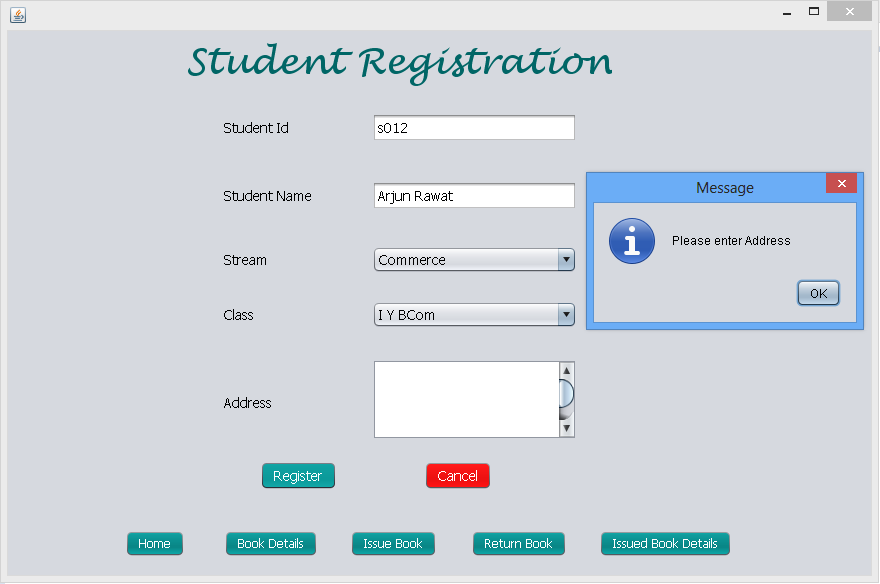 Student Registration
Student Id
s012
Student Name
Arjun Rawat
Message
Please enter Address
OK
Stream
Commerce
Class
I Y BCom
Address
Register
Cancel
Home
Book Details
Issue Book
Return Book
Issued Book Details